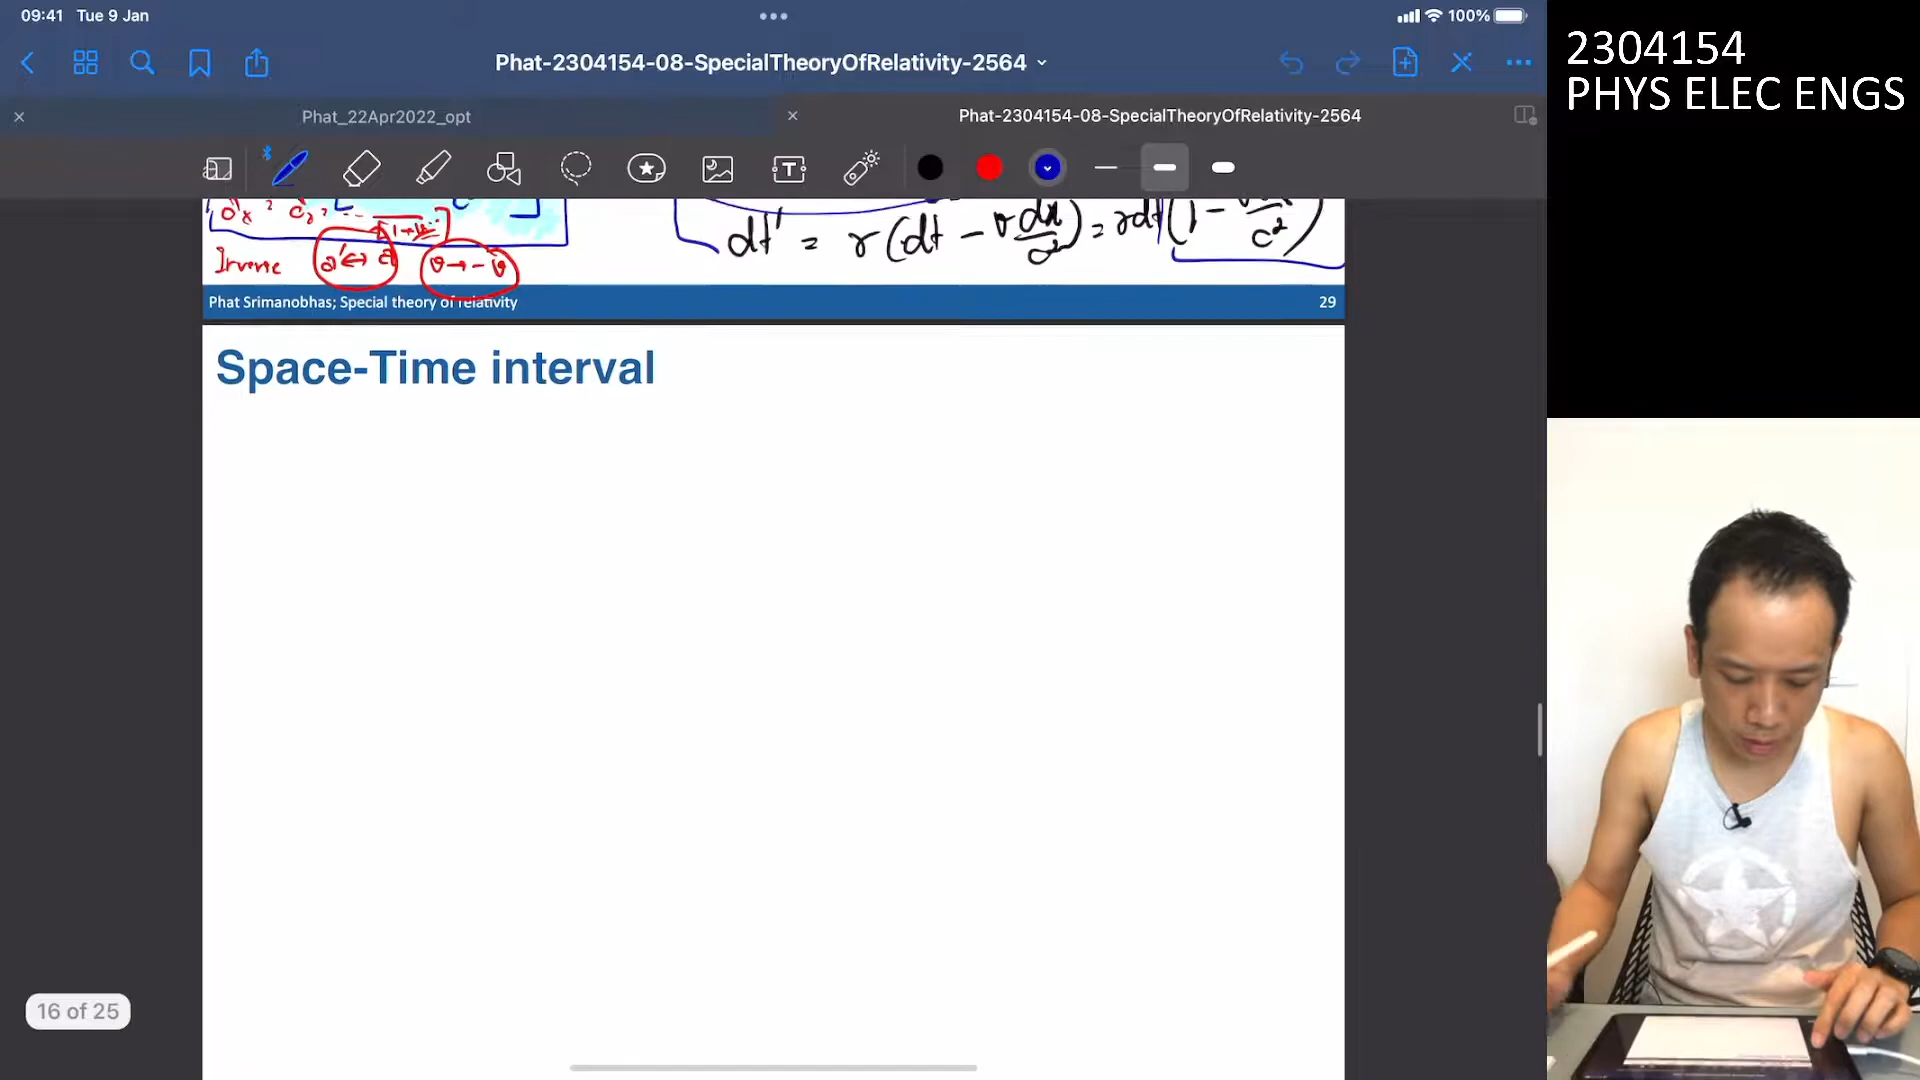 09:41 Tue 9 Jan
100%
Phat-2304154-08-SpecialTheoryOfRelativity-2564
Phat_22Apr2022_opt
Phat-2304154-08-SpecialTheoryOfRelativity-2564
T
dt' = γ(dt − v dx/c²) = γdt(1 −
c²)
Phat Srimanobhas; Special theory of relativity
29
Space-Time interval
16 of 25
2304154
PHYS ELEC ENGS